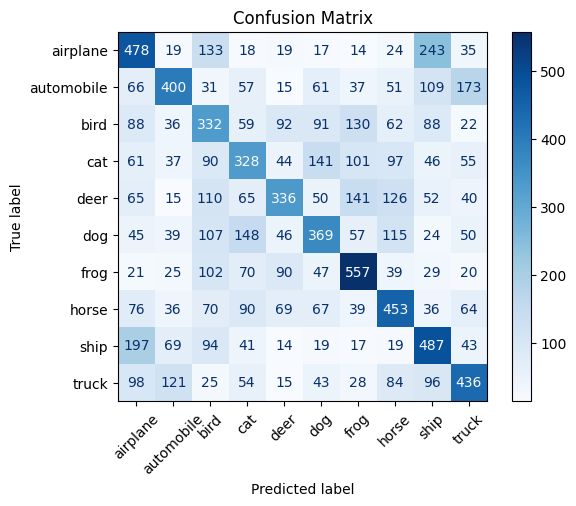 Confusion Matrix
True label
airplane 478 19 133 18 19 17 14 24 243 35
automobile 66 400 31 57 15 61 37 51 109 173
bird 88 36 332 59 92 91 130 62 88 22
cat 61 37 90 328 44 141 101 97 46 55
deer 65 15 110 65 336 50 141 126 52 40
dog 45 39 107 148 46 369 57 115 24 50
frog 21 25 102 70 90 47 557 39 29 20
horse 76 36 70 90 69 67 39 453 36 64
ship 197 69 94 41 14 19 17 19 487 43
truck 98 121 25 54 15 43 28 84 96 436
airplane automobile bird cat deer dog frog horse ship truck
Predicted label
500
400
300
200
100